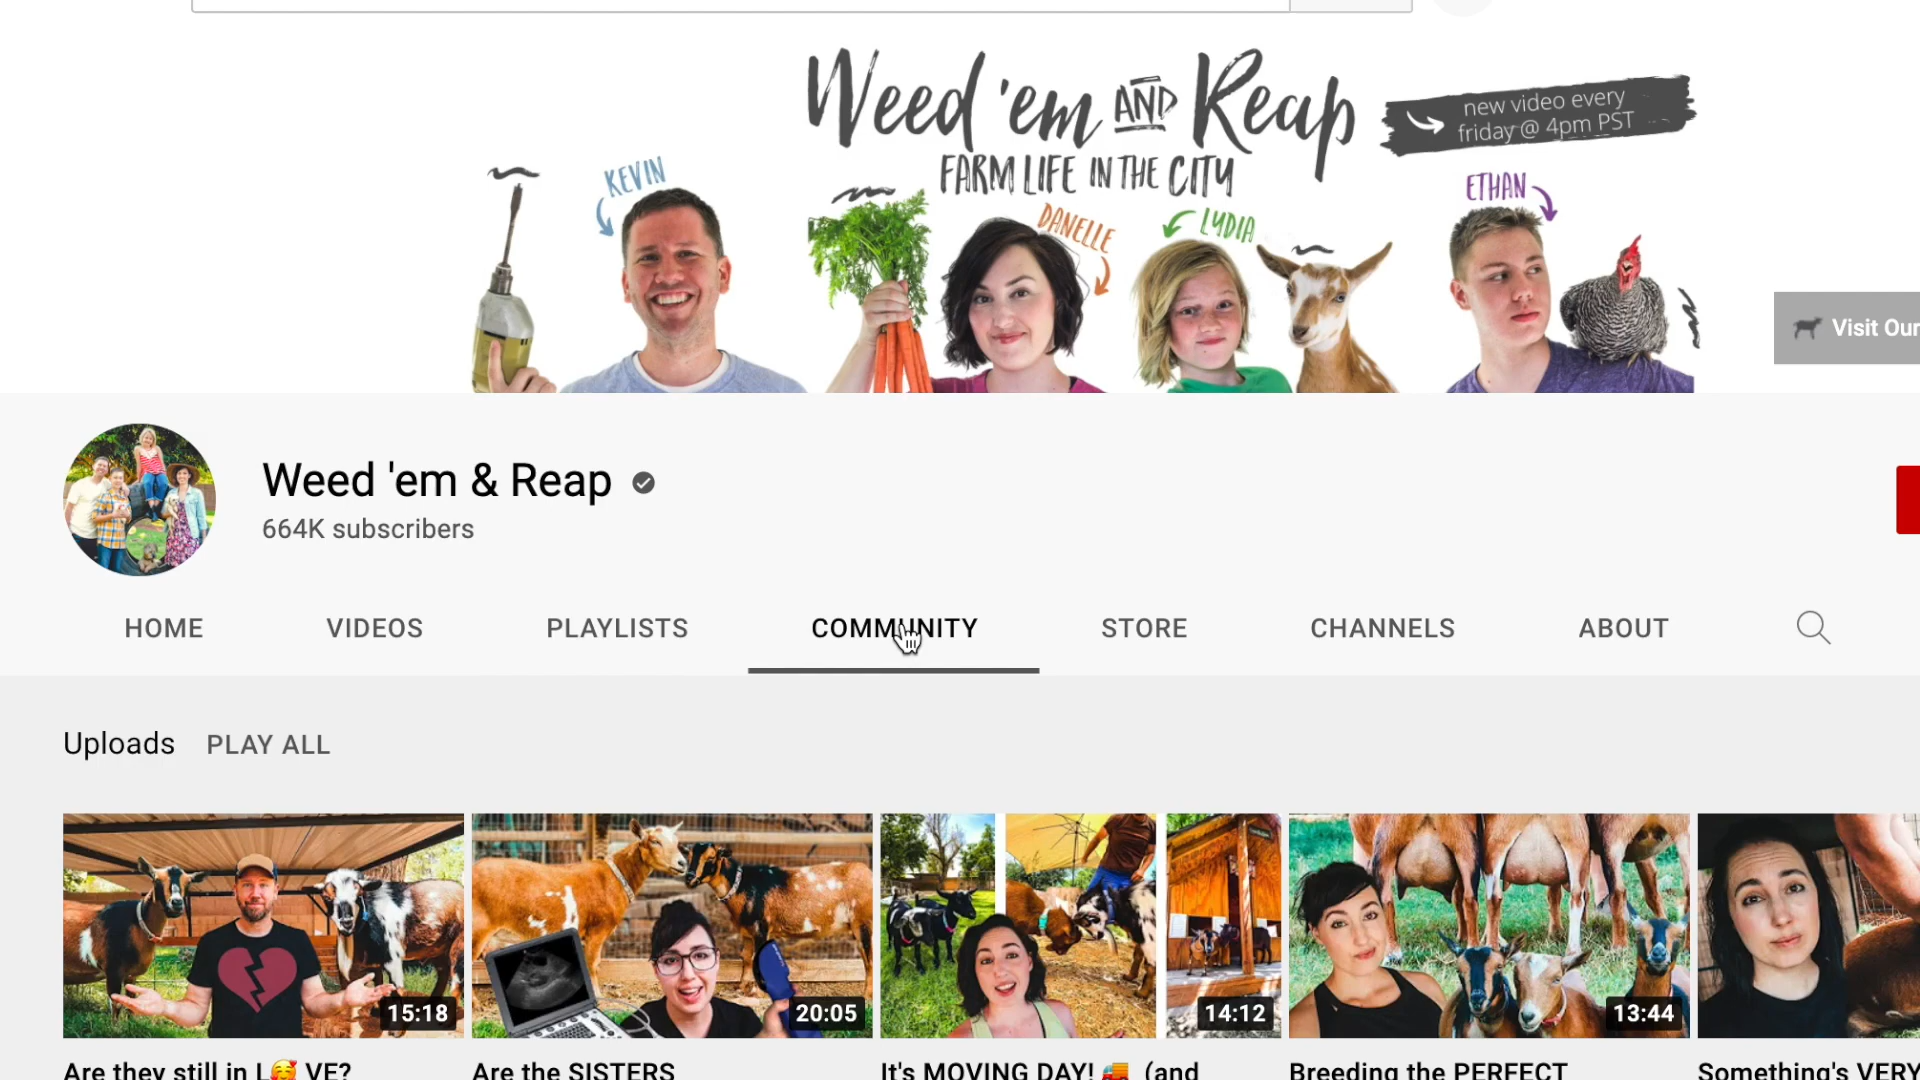 Weed 'em AND Reap
FARM LIFE IN THE CITY
new video every
friday @ 4pm PST
KEVIN
DANELLE
LYDIA
ETHAN
Visit Our
Weed 'em & Reap
664K subscribers
HOME VIDEOS PLAYLISTS COMMUNITY STORE CHANNELS ABOUT
Uploads PLAY ALL
15:18
20:05
14:12
13:44
Are they still in L🥰 VE?
Are the SISTERS
It's MOVING DAY! 🚚 (and
Breeding the PERFECT
Something's VERY